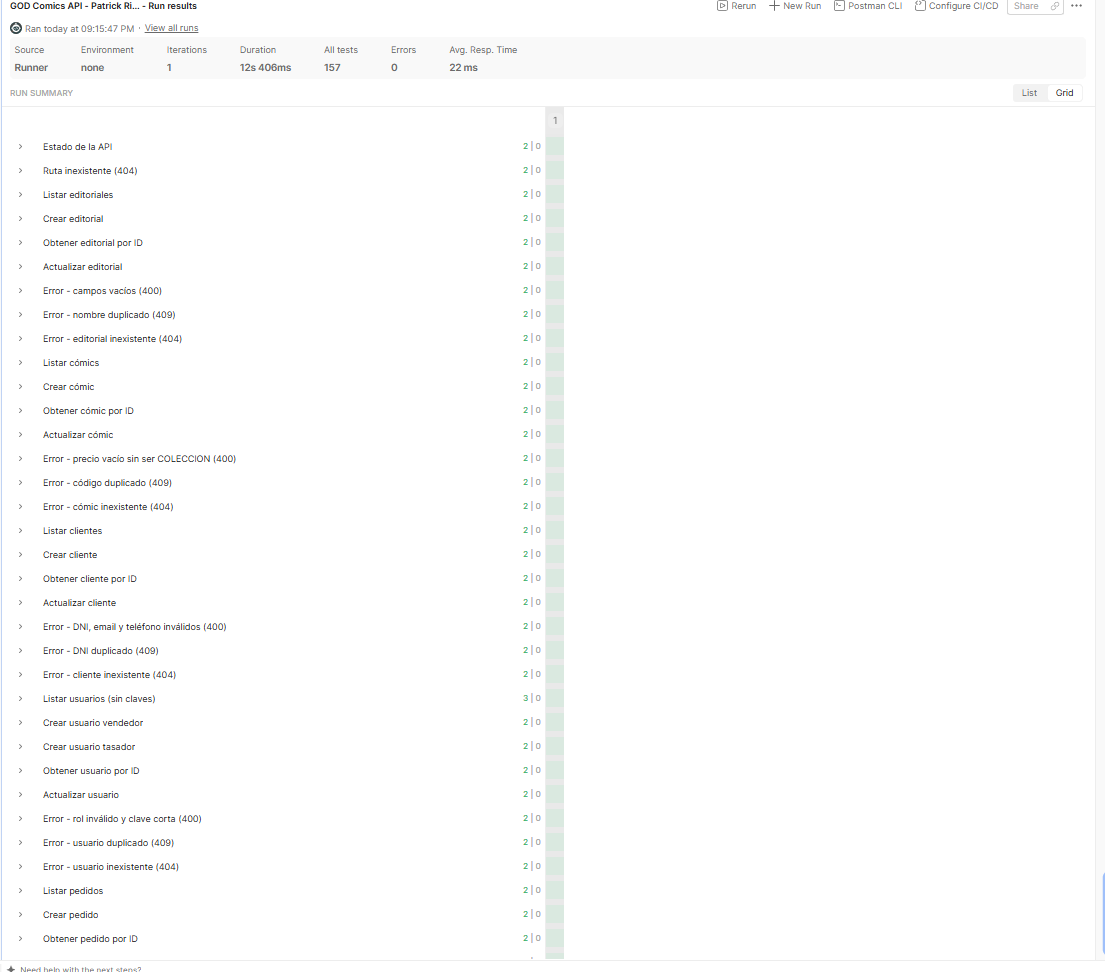 GOD Comics API - Patrick Ri... - Run results
Rerun + New Run Postman CLI Configure CI/CD Share ...
Ran today at 09:15:47 PM · View all runs
Source Environment Iterations Duration All tests Errors Avg. Resp. Time
Runner none 1 12s 406ms 157 0 22 ms
RUN SUMMARY List Grid
1
Estado de la API 2 | 0
Ruta inexistente (404) 2 | 0
Listar editoriales 2 | 0
Crear editorial 2 | 0
Obtener editorial por ID 2 | 0
Actualizar editorial 2 | 0
Error - campos vacíos (400) 2 | 0
Error - nombre duplicado (409) 2 | 0
Error - editorial inexistente (404) 2 | 0
Listar cómics 2 | 0
Crear cómic 2 | 0
Obtener cómic por ID 2 | 0
Actualizar cómic 2 | 0
Error - precio vacío sin ser COLECCION (400) 2 | 0
Error - código duplicado (409) 2 | 0
Error - cómic inexistente (404) 2 | 0
Listar clientes 2 | 0
Crear cliente 2 | 0
Obtener cliente por ID 2 | 0
Actualizar cliente 2 | 0
Error - DNI, email y teléfono inválidos (400) 2 | 0
Error - DNI duplicado (409) 2 | 0
Error - cliente inexistente (404) 2 | 0
Listar usuarios (sin claves) 3 | 0
Crear usuario vendedor 2 | 0
Crear usuario tasador 2 | 0
Obtener usuario por ID 2 | 0
Actualizar usuario 2 | 0
Error - rol inválido y clave corta (400) 2 | 0
Error - usuario duplicado (409) 2 | 0
Error - usuario inexistente (404) 2 | 0
Listar pedidos 2 | 0
Crear pedido 2 | 0
Obtener pedido por ID 2 | 0
Need help with the next steps?